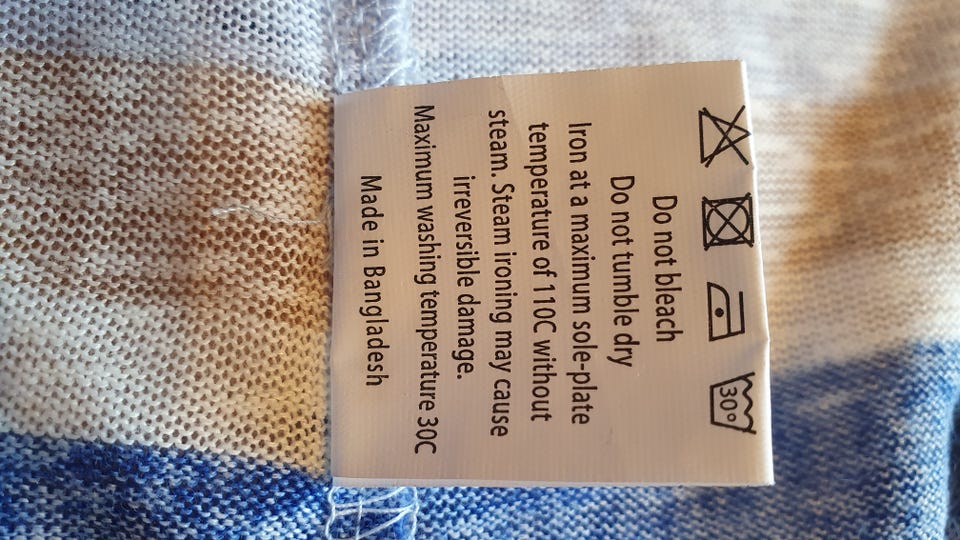 30°
Do not bleach
Do not tumble dry
Iron at a maximum sole-plate
temperature of 110C without
steam. Steam ironing may cause
irreversible damage.
Maximum washing temperature 30C
Made in Bangladesh